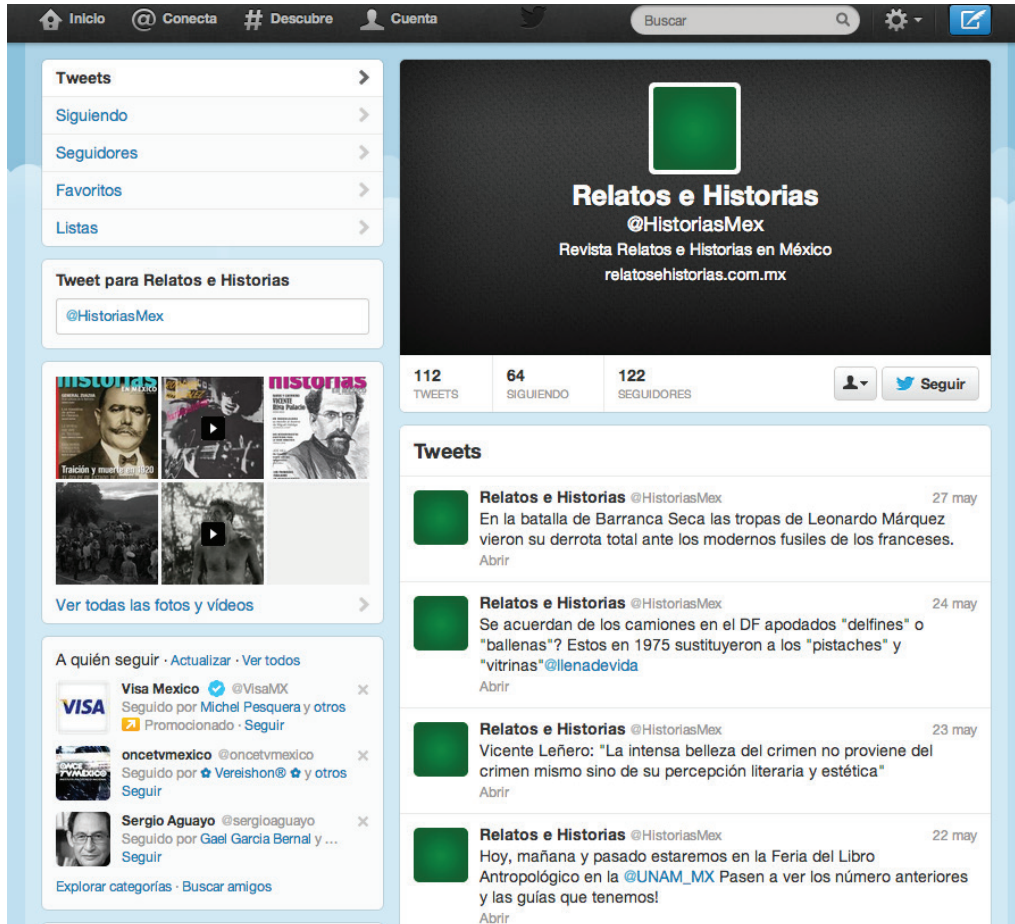 Inicio
Conecta
Descubre
Cuenta
Buscar
Tweets
Siguiendo
Seguidores
Favoritos
Listas
Tweet para Relatos e Historias
@HistoriasMex
historias
EN MÉXICO
historias
Traición y muerte en 1920
VICENTE
Riva Palacio
Ver todas las fotos y vídeos
A quién seguir · Actualizar · Ver todos
VISA
Visa Mexico @VisaMX
Seguido por Michel Pesquera y otros
Promocionado · Seguir
ONCE
TVMEXICO
oncetvmexico @oncetvmexico
Seguido por ✿ Vereishon® ✿ y otros
Seguir
Sergio Aguayo @sergioaguayo
Seguido por Gael Garcia Bernal y ...
Seguir
Explorar categorías · Buscar amigos
Relatos e Historias
@HistoriasMex
Revista Relatos e Historias en México
relatosehistorias.com.mx
112
TWEETS
64
SIGUIENDO
122
SEGUIDORES
Seguir
Tweets
Relatos e Historias @HistoriasMex 27 may
En la batalla de Barranca Seca las tropas de Leonardo Márquez
vieron su derrota total ante los modernos fusiles de los franceses.
Abrir
Relatos e Historias @HistoriasMex 24 may
Se acuerdan de los camiones en el DF apodados "delfines" o
"ballenas"? Estos en 1975 sustituyeron a los "pistaches" y
"vitrinas"@llenadevida
Abrir
Relatos e Historias @HistoriasMex 23 may
Vicente Leñero: "La intensa belleza del crimen no proviene del
crimen mismo sino de su percepción literaria y estética"
Abrir
Relatos e Historias @HistoriasMex 22 may
Hoy, mañana y pasado estaremos en la Feria del Libro
Antropológico en la @UNAM_MX Pasen a ver los número anteriores
y las guías que tenemos!
Abrir